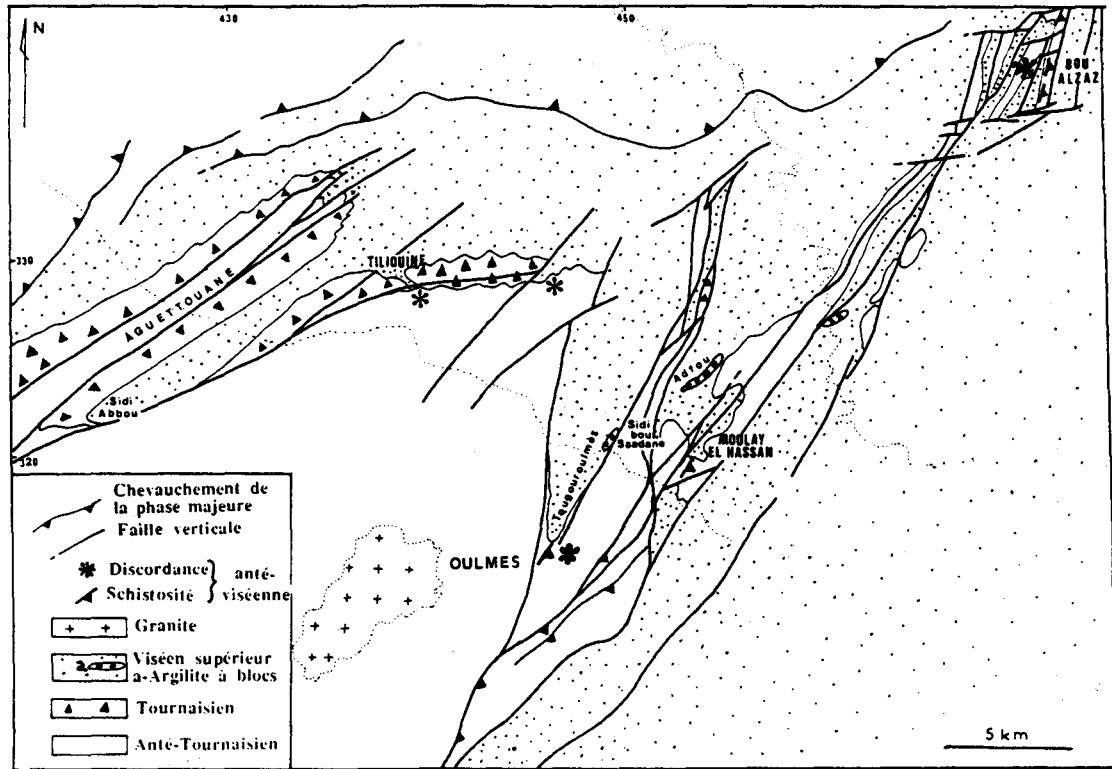 N
430
450
BOU
ALZAZ
330
TILIOUINE
AGUETTOUANE
Adrou
Sidi
Abbou
Sidi
bou
Saadane
MOULAY
EL HASSAN
Tougouroulmès
320
OULMES
Chevauchement de
la phase majeure
Faille verticale
Discordance
Schistosité
anté-
viséenne
Granite
Viséen supérieur
a-Argilite à blocs
Tournaisien
Anté-Tournaisien
5 km